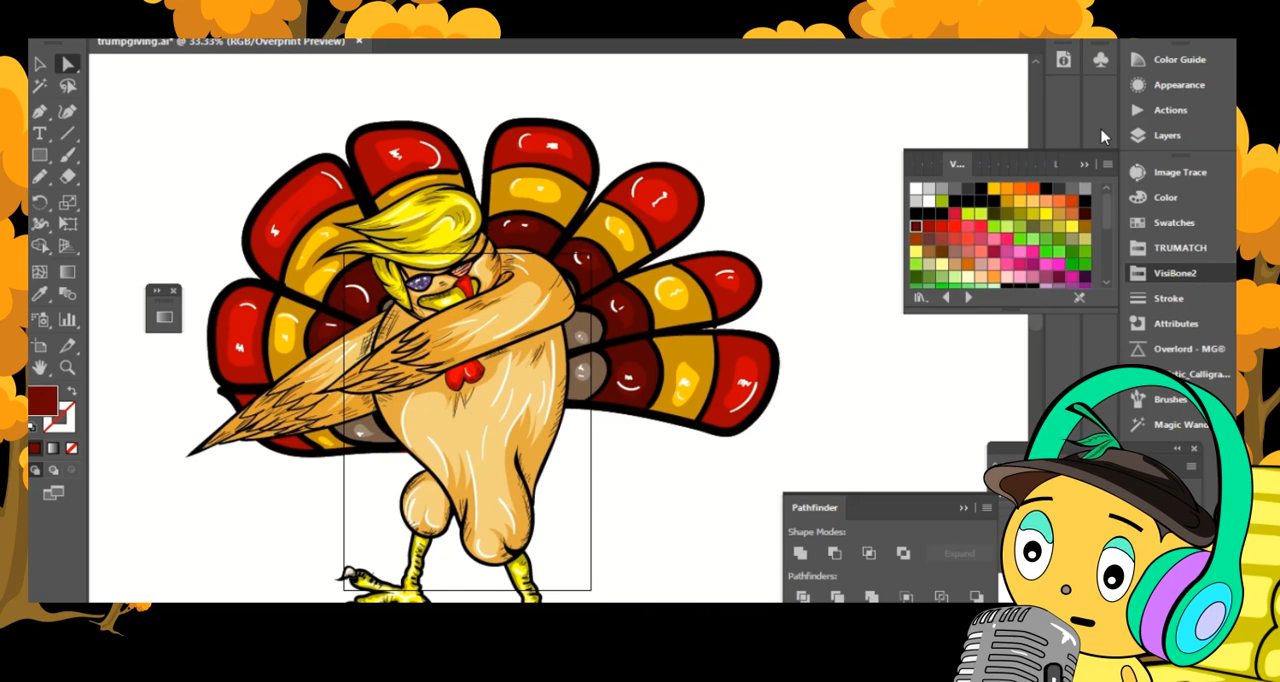 trumpgiving.ai* @ 33.33% (RGB/Overprint Preview) ×
Color Guide
Appearance
Actions
Layers
V...
Image Trace
Color
Swatches
TRUMATCH
VisiBone2
Stroke
Attributes
Overlord - MG®
Brushes
Magic Wand
Pathfinder
Shape Modes:
Expand
Pathfinders: